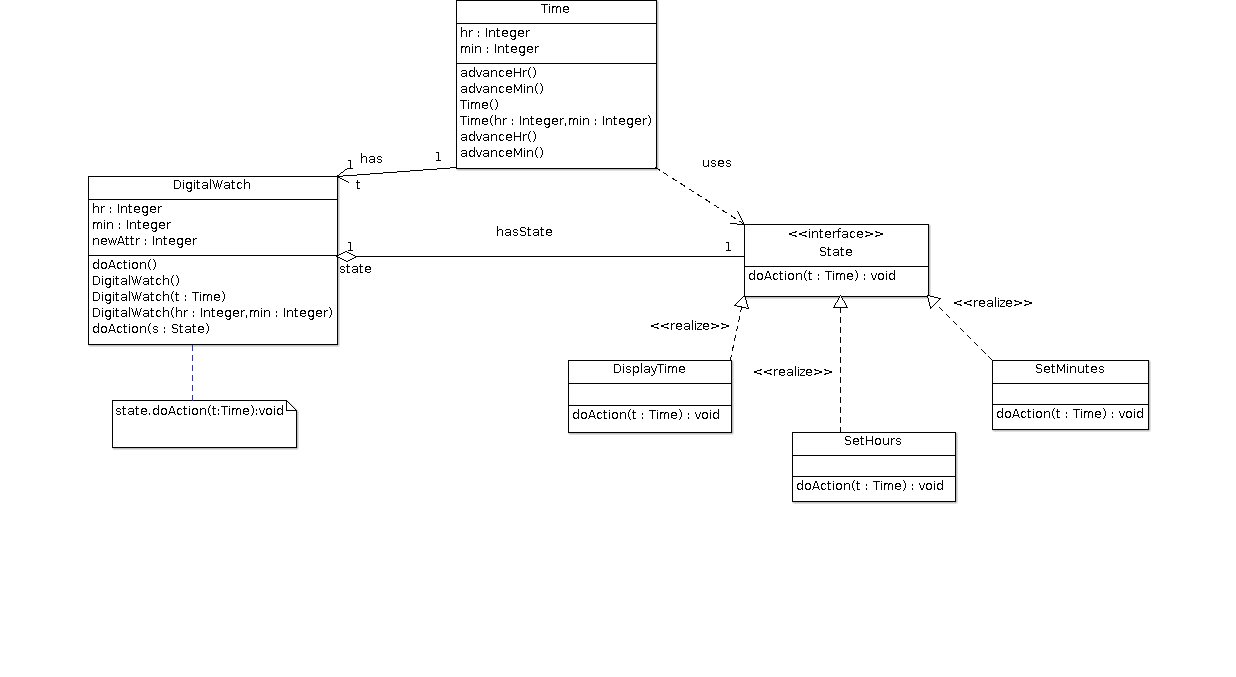 Time
hr : Integer
min : Integer
advanceHr()
advanceMin()
Time()
Time(hr : Integer,min : Integer)
advanceHr()
advanceMin()
1 has
1
t
uses
DigitalWatch
hr : Integer
min : Integer
newAttr : Integer
doAction()
DigitalWatch()
DigitalWatch(t : Time)
DigitalWatch(hr : Integer,min : Integer)
doAction(s : State)
hasState
1
1
state
<<interface>>
State
doAction(t : Time) : void
<<realize>>
<<realize>>
<<realize>>
DisplayTime
doAction(t : Time) : void
SetMinutes
doAction(t : Time) : void
SetHours
doAction(t : Time) : void
state.doAction(t:Time):void